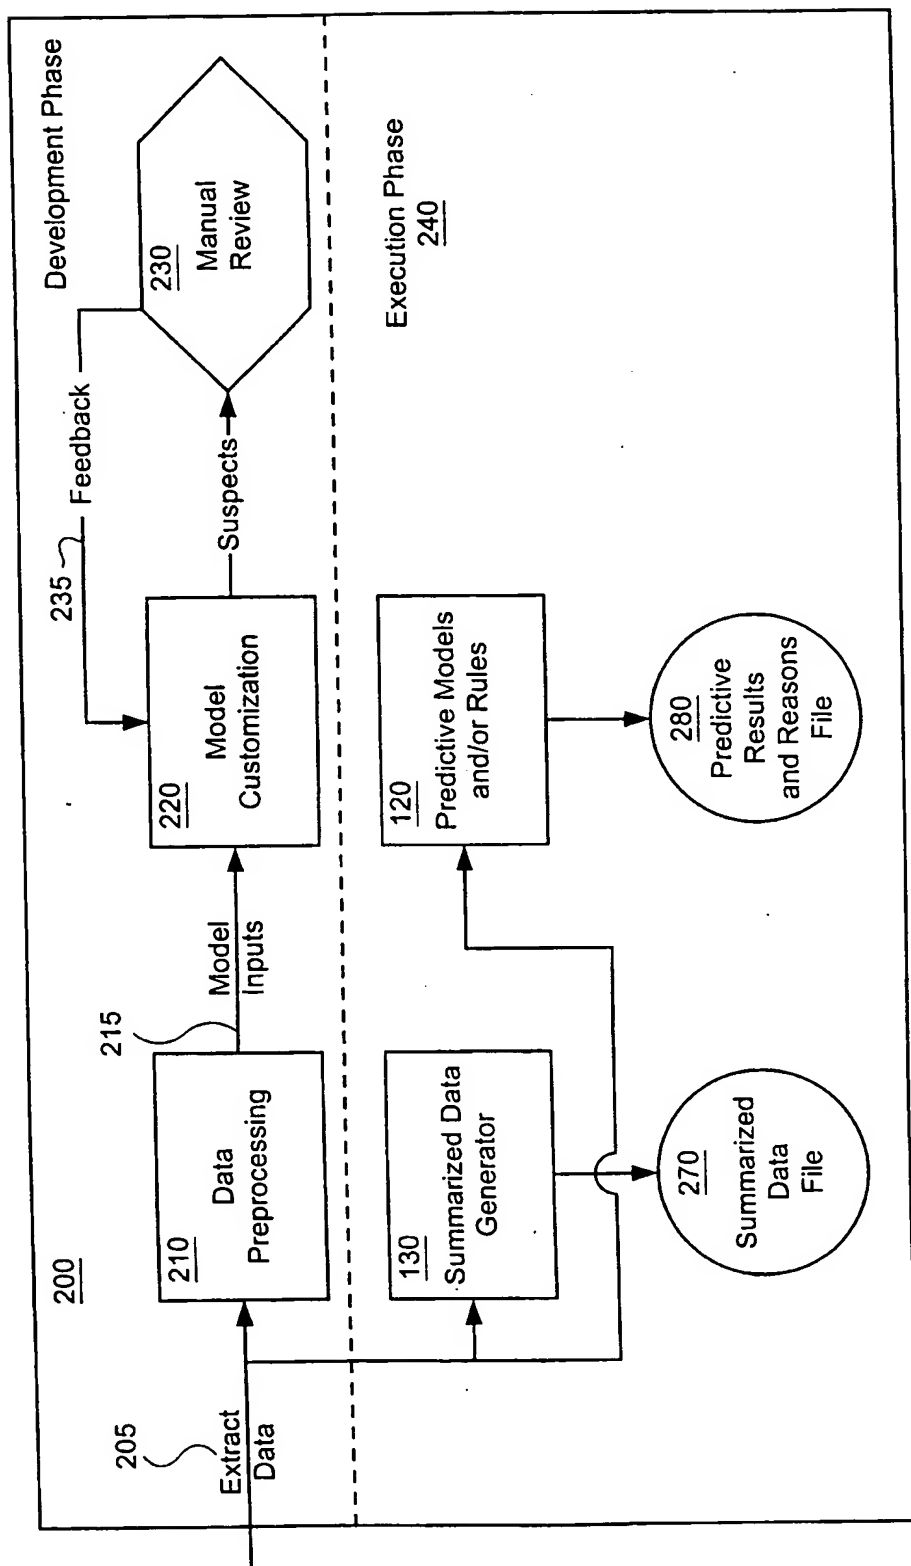 200
Development Phase
205
Extract
Data
210
Data
Preprocessing
215
Model
Inputs
220
Model
Customization
235
Feedback
Suspects
230
Manual
Review
Execution Phase
240
130
Summarized Data
Generator
120
Predictive Models
and/or Rules
270
Summarized
Data
File
280
Predictive
Results
and Reasons
File